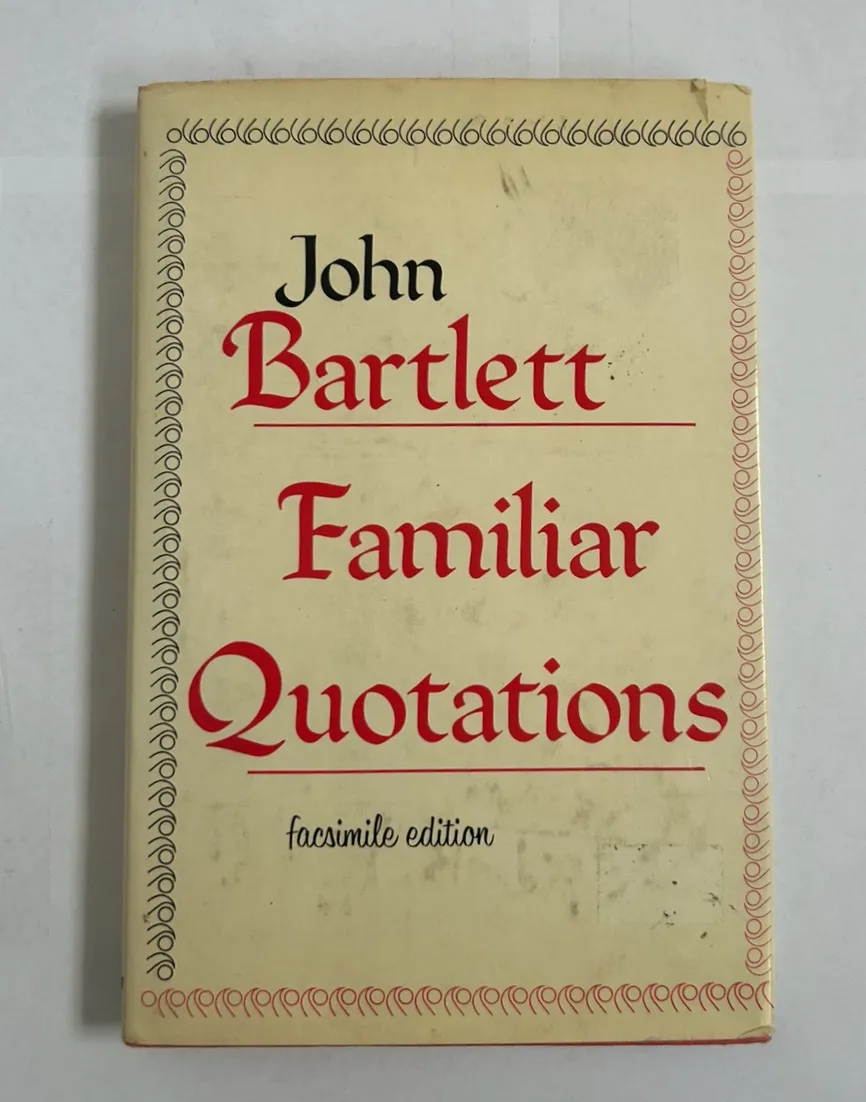 John
Bartlett
Familiar
Quotations
facsimile edition